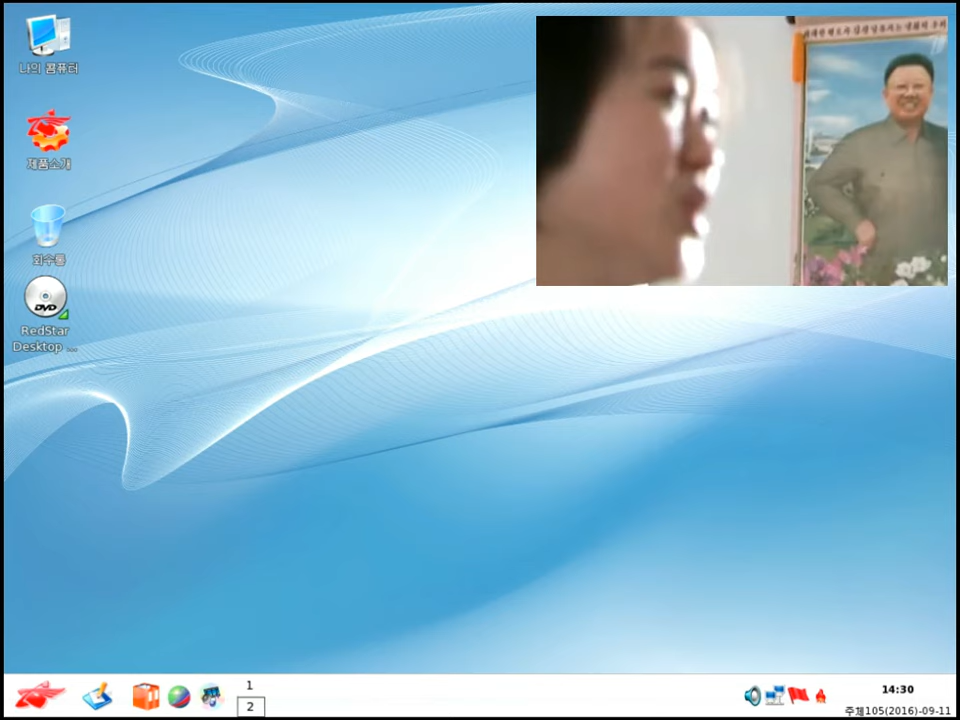 나의 콤퓨터
제품소개
회수통
DVD
RedStar
Desktop ...
1
2
14:30
주체105(2016)-09-11